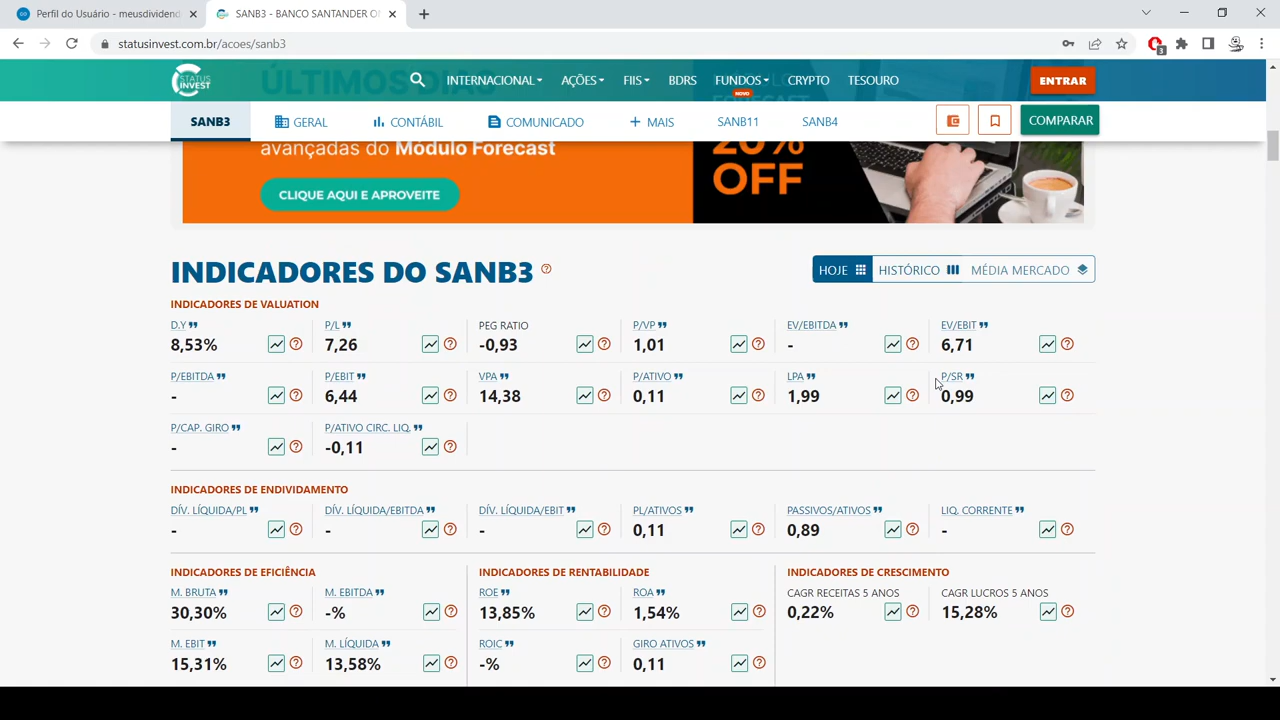 Perfil do Usuário - meusdividend
SANB3 - BANCO SANTANDER O
statusinvest.com.br/acoes/sanb3
3
STATUS INVEST
ÚLTIMOS DIAS
INTERNACIONAL
AÇÕES
FIIS
BDRS
FUNDOS
NOVO
CRYPTO
TESOURO
ENTRAR
SANB3
GERAL
CONTÁBIL
COMUNICADO
MAIS
SANB11
SANB4
COMPARAR
avançadas do Módulo Forecast
20%
OFF
CLIQUE AQUI E APROVEITE
INDICADORES DO SANB3
HOJE
HISTÓRICO
MÉDIA MERCADO
INDICADORES DE VALUATION
D.Y P/L PEG RATIO P/VP EV/EBITDA EV/EBIT
8,53% 7,26 -0,93 1,01 - 6,71
P/EBITDA P/EBIT VPA P/ATIVO LPA P/SR
- 6,44 14,38 0,11 1,99 0,99
P/CAP. GIRO P/ATIVO CIRC. LIQ.
- -0,11
INDICADORES DE ENDIVIDAMENTO
DÍV. LÍQUIDA/PL DÍV. LÍQUIDA/EBITDA DÍV. LÍQUIDA/EBIT PL/ATIVOS PASSIVOS/ATIVOS LIQ. CORRENTE
- - - 0,11 0,89 -
INDICADORES DE EFICIÊNCIA INDICADORES DE RENTABILIDADE INDICADORES DE CRESCIMENTO
M. BRUTA M. EBITDA ROE ROA CAGR RECEITAS 5 ANOS CAGR LUCROS 5 ANOS
30,30% -% 13,85% 1,54% 0,22% 15,28%
M. EBIT M. LÍQUIDA ROIC GIRO ATIVOS
15,31% 13,58% -% 0,11